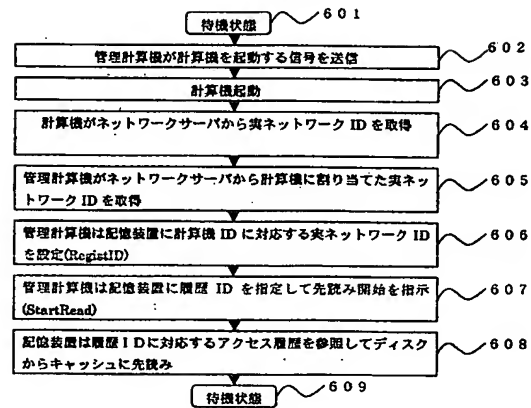 待機状態
601
管理計算機が計算機を起動する信号を送信
602
計算機起動
603
計算機がネットワークサーバから実ネットワーク ID を取得
604
管理計算機がネットワークサーバから計算機に割り当てた実ネッ
トワーク ID を取得
605
管理計算機は記憶装置に計算機 ID に対応する実ネットワーク ID
を設定(RegistID)
606
管理計算機は記憶装置に履歴 ID を指定して先読み開始を指示
(StartRead)
607
記憶装置は履歴IDに対応するアクセス履歴を参照してディスク
からキャッシュに先読み
608
待機状態
609